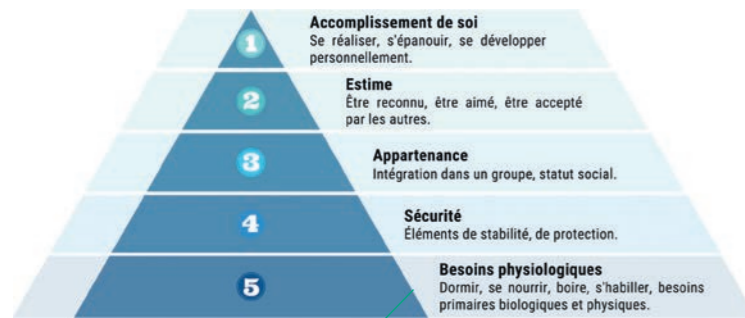 1
Accomplissement de soi
Se réaliser, s'épanouir, se développer
personnellement.
2
Estime
Être reconnu, être aimé, être accepté
par les autres.
3
Appartenance
Intégration dans un groupe, statut social.
4
Sécurité
Éléments de stabilité, de protection.
5
Besoins physiologiques
Dormir, se nourrir, boire, s'habiller, besoins
primaires biologiques et physiques.